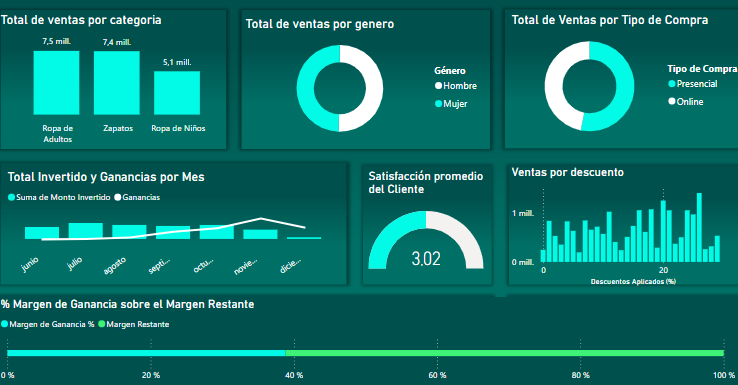 Total de ventas por categoria
7,5 mill.
7,4 mill.
5,1 mill.
Ropa de
Adultos
Zapatos
Ropa de Niños
Total de ventas por genero
Género
Hombre
Mujer
Total de Ventas por Tipo de Compra
Tipo de Compra
Presencial
Online
Total Invertido y Ganancias por Mes
Suma de Monto Invertido
Ganancias
junio
julio
agosto
septi...
octu...
novie...
dicie...
Satisfacción promedio
del Cliente
3,02
Ventas por descuento
1 mill.
0 mill.
0
20
Descuentos Aplicados (%)
% Margen de Ganancia sobre el Margen Restante
Margen de Ganancia %
Margen Restante
0 %
20 %
40 %
60 %
80 %
100 %